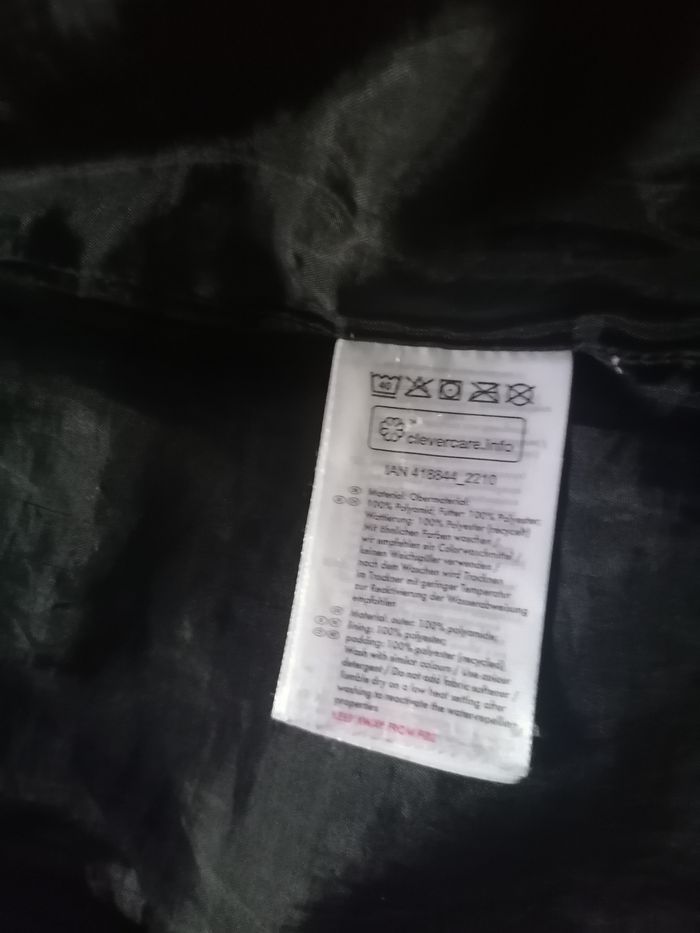 40
clevercare.info
IAN 418844_2210
Material: Obermaterial:
100% Polyamid; Futter: 100% Polyester;
Wattierung: 100% Polyester (recycelt)
Mit ähnlichen Farben waschen /
wir empfehlen ein Colorwaschmittel /
keinen Weichspüler verwenden /
nach dem Waschen wird Trocknen
im Trockner mit geringer Temperatur
zur Reaktivierung der Wasserabweisung
empfohlen
Material: outer: 100% polyamide;
lining: 100% polyester;
padding: 100% polyester (recycled)
Wash with similar colours / Use colour
detergent / Do not add fabric softener /
Tumble dry on a low heat setting after
washing to reactivate the water-repelling
properties
KEEP AWAY FROM FIRE